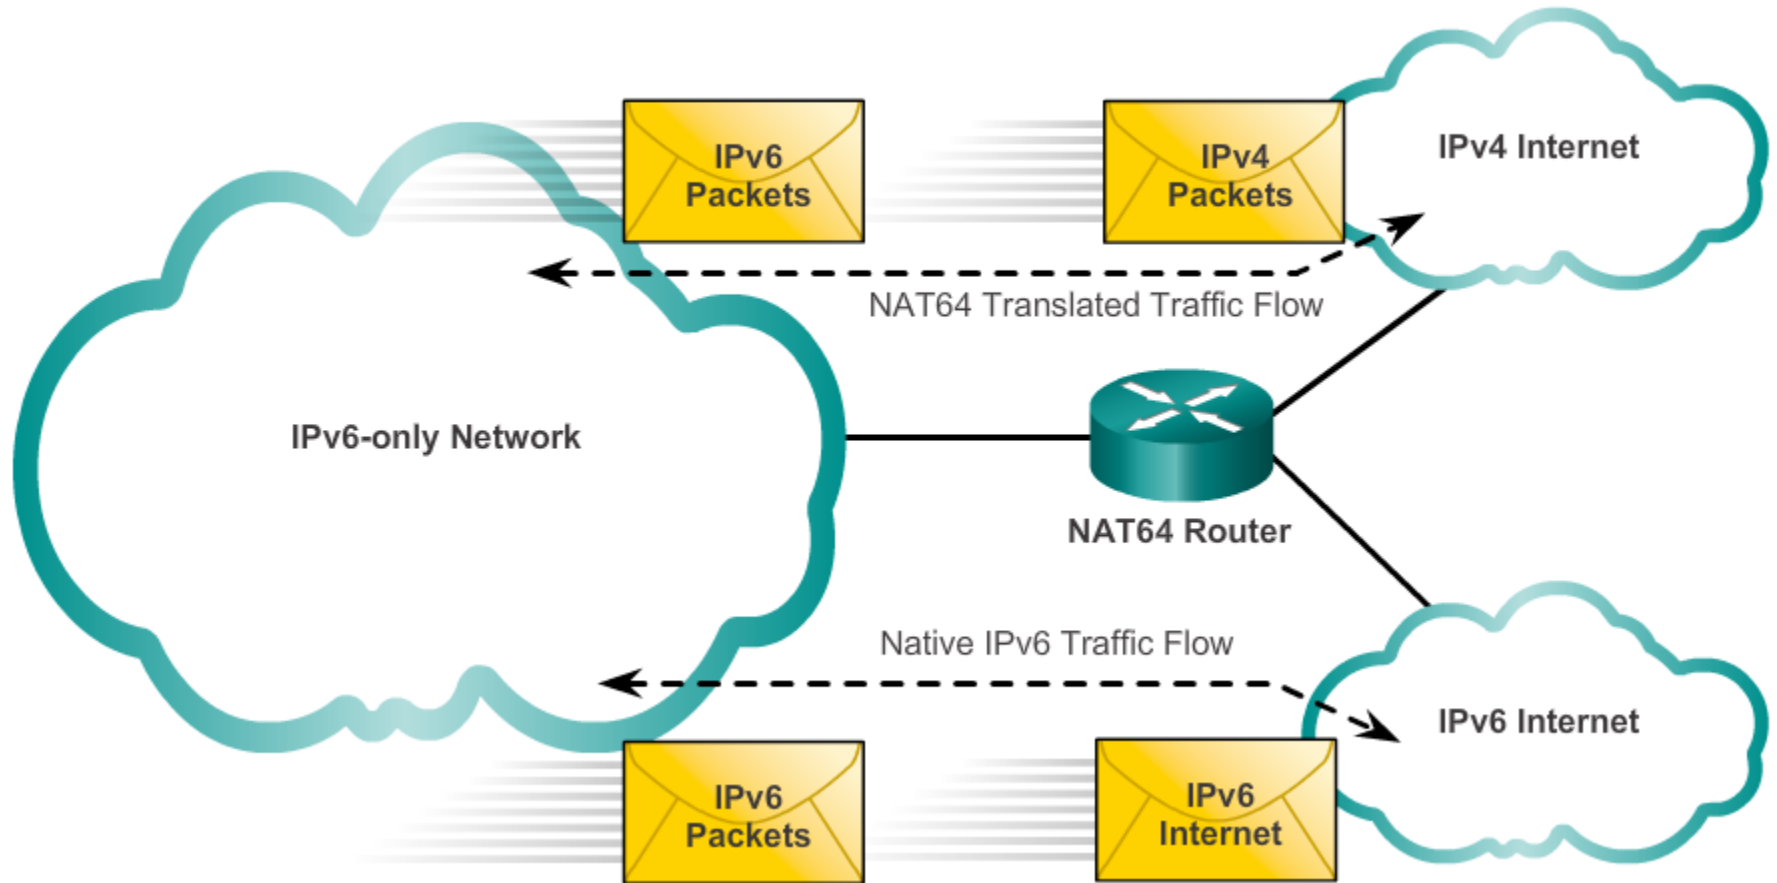 IPv6
Packets
IPv4
Packets
IPv4 Internet
NAT64 Translated Traffic Flow
IPv6-only Network
NAT64 Router
Native IPv6 Traffic Flow
IPv6 Internet
IPv6
Packets
IPv6
Internet